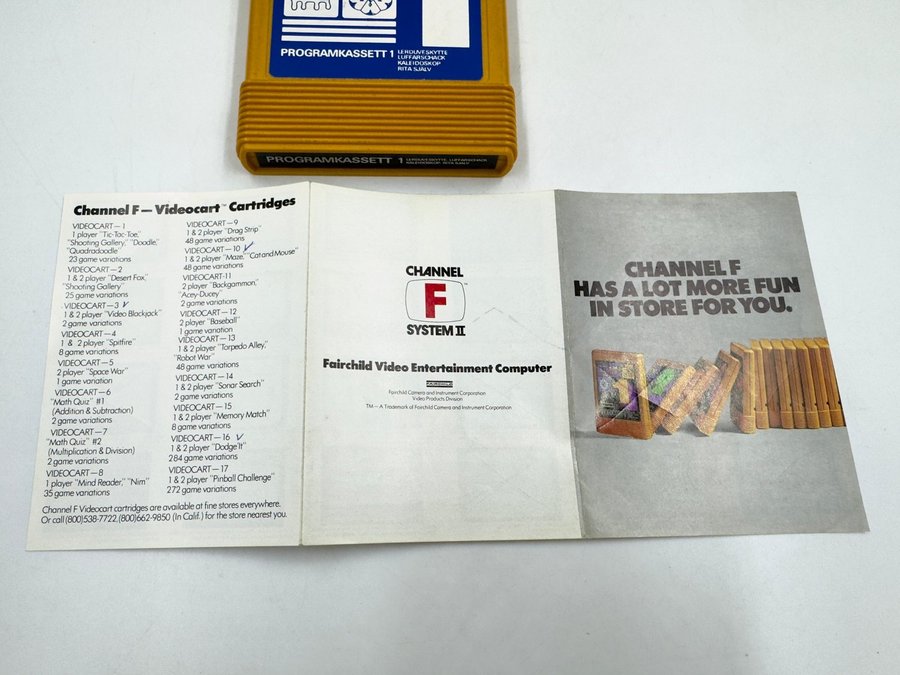 PROGRAMKASSETT 1
LERDUVESKYTTE
LUFFARSCHACK
KALEIDOSKOP
RITA SJÄLV
PROGRAMKASSETT 1 LERDUVESKYTTE, LUFFARSCHACK
KALEIDOSKOP, RITA SJÄLV
Channel F — Videocart™ Cartridges
VIDEOCART—1
1 player "Tic-Tac-Toe,"
"Shooting Gallery," "Doodle,"
"Quadradoodle"
23 game variations
VIDEOCART—2
1 & 2 player "Desert Fox,"
"Shooting Gallery"
25 game variations
VIDEOCART—3
1 & 2 player "Video Blackjack"
2 game variations
VIDEOCART—4
1 & 2 player "Spitfire"
8 game variations
VIDEOCART—5
2 player "Space War"
1 game variation
VIDEOCART—6
"Math Quiz" #1
(Addition & Subtraction)
2 game variations
VIDEOCART—7
"Math Quiz" #2
(Multiplication & Division)
2 game variations
VIDEOCART—8
1 player "Mind Reader," "Nim"
35 game variations
VIDEOCART—9
1 & 2 player "Drag Strip"
48 game variations
VIDEOCART—10
1 & 2 player "Maze," "Cat and Mouse"
48 game variations
VIDEOCART-11
2 player "Backgammon,"
"Acey-Ducey"
2 game variations
VIDEOCART—12
2 player "Baseball"
1 game variation
VIDEOCART—13
1 & 2 player "Torpedo Alley,"
"Robot War"
48 game variations
VIDEOCART—14
1 & 2 player "Sonar Search"
2 game variations
VIDEOCART—15
1 & 2 player "Memory Match"
8 game variations
VIDEOCART—16
1 & 2 player "Dodge It"
284 game variations
VIDEOCART—17
1 & 2 player "Pinball Challenge"
272 game variations
Channel F Videocart cartridges are available at fine stores everywhere.
Or call (800)538-7722, (800)662-9850 (In Calif.) for the store nearest you.
CHANNEL
F™
SYSTEM II
Fairchild Video Entertainment Computer
FAIRCHILD
Fairchild Camera and Instrument Corporation
Video Products Division
TM—A Trademark of Fairchild Camera and Instrument Corporation
CHANNEL F
HAS A LOT MORE FUN
IN STORE FOR YOU.